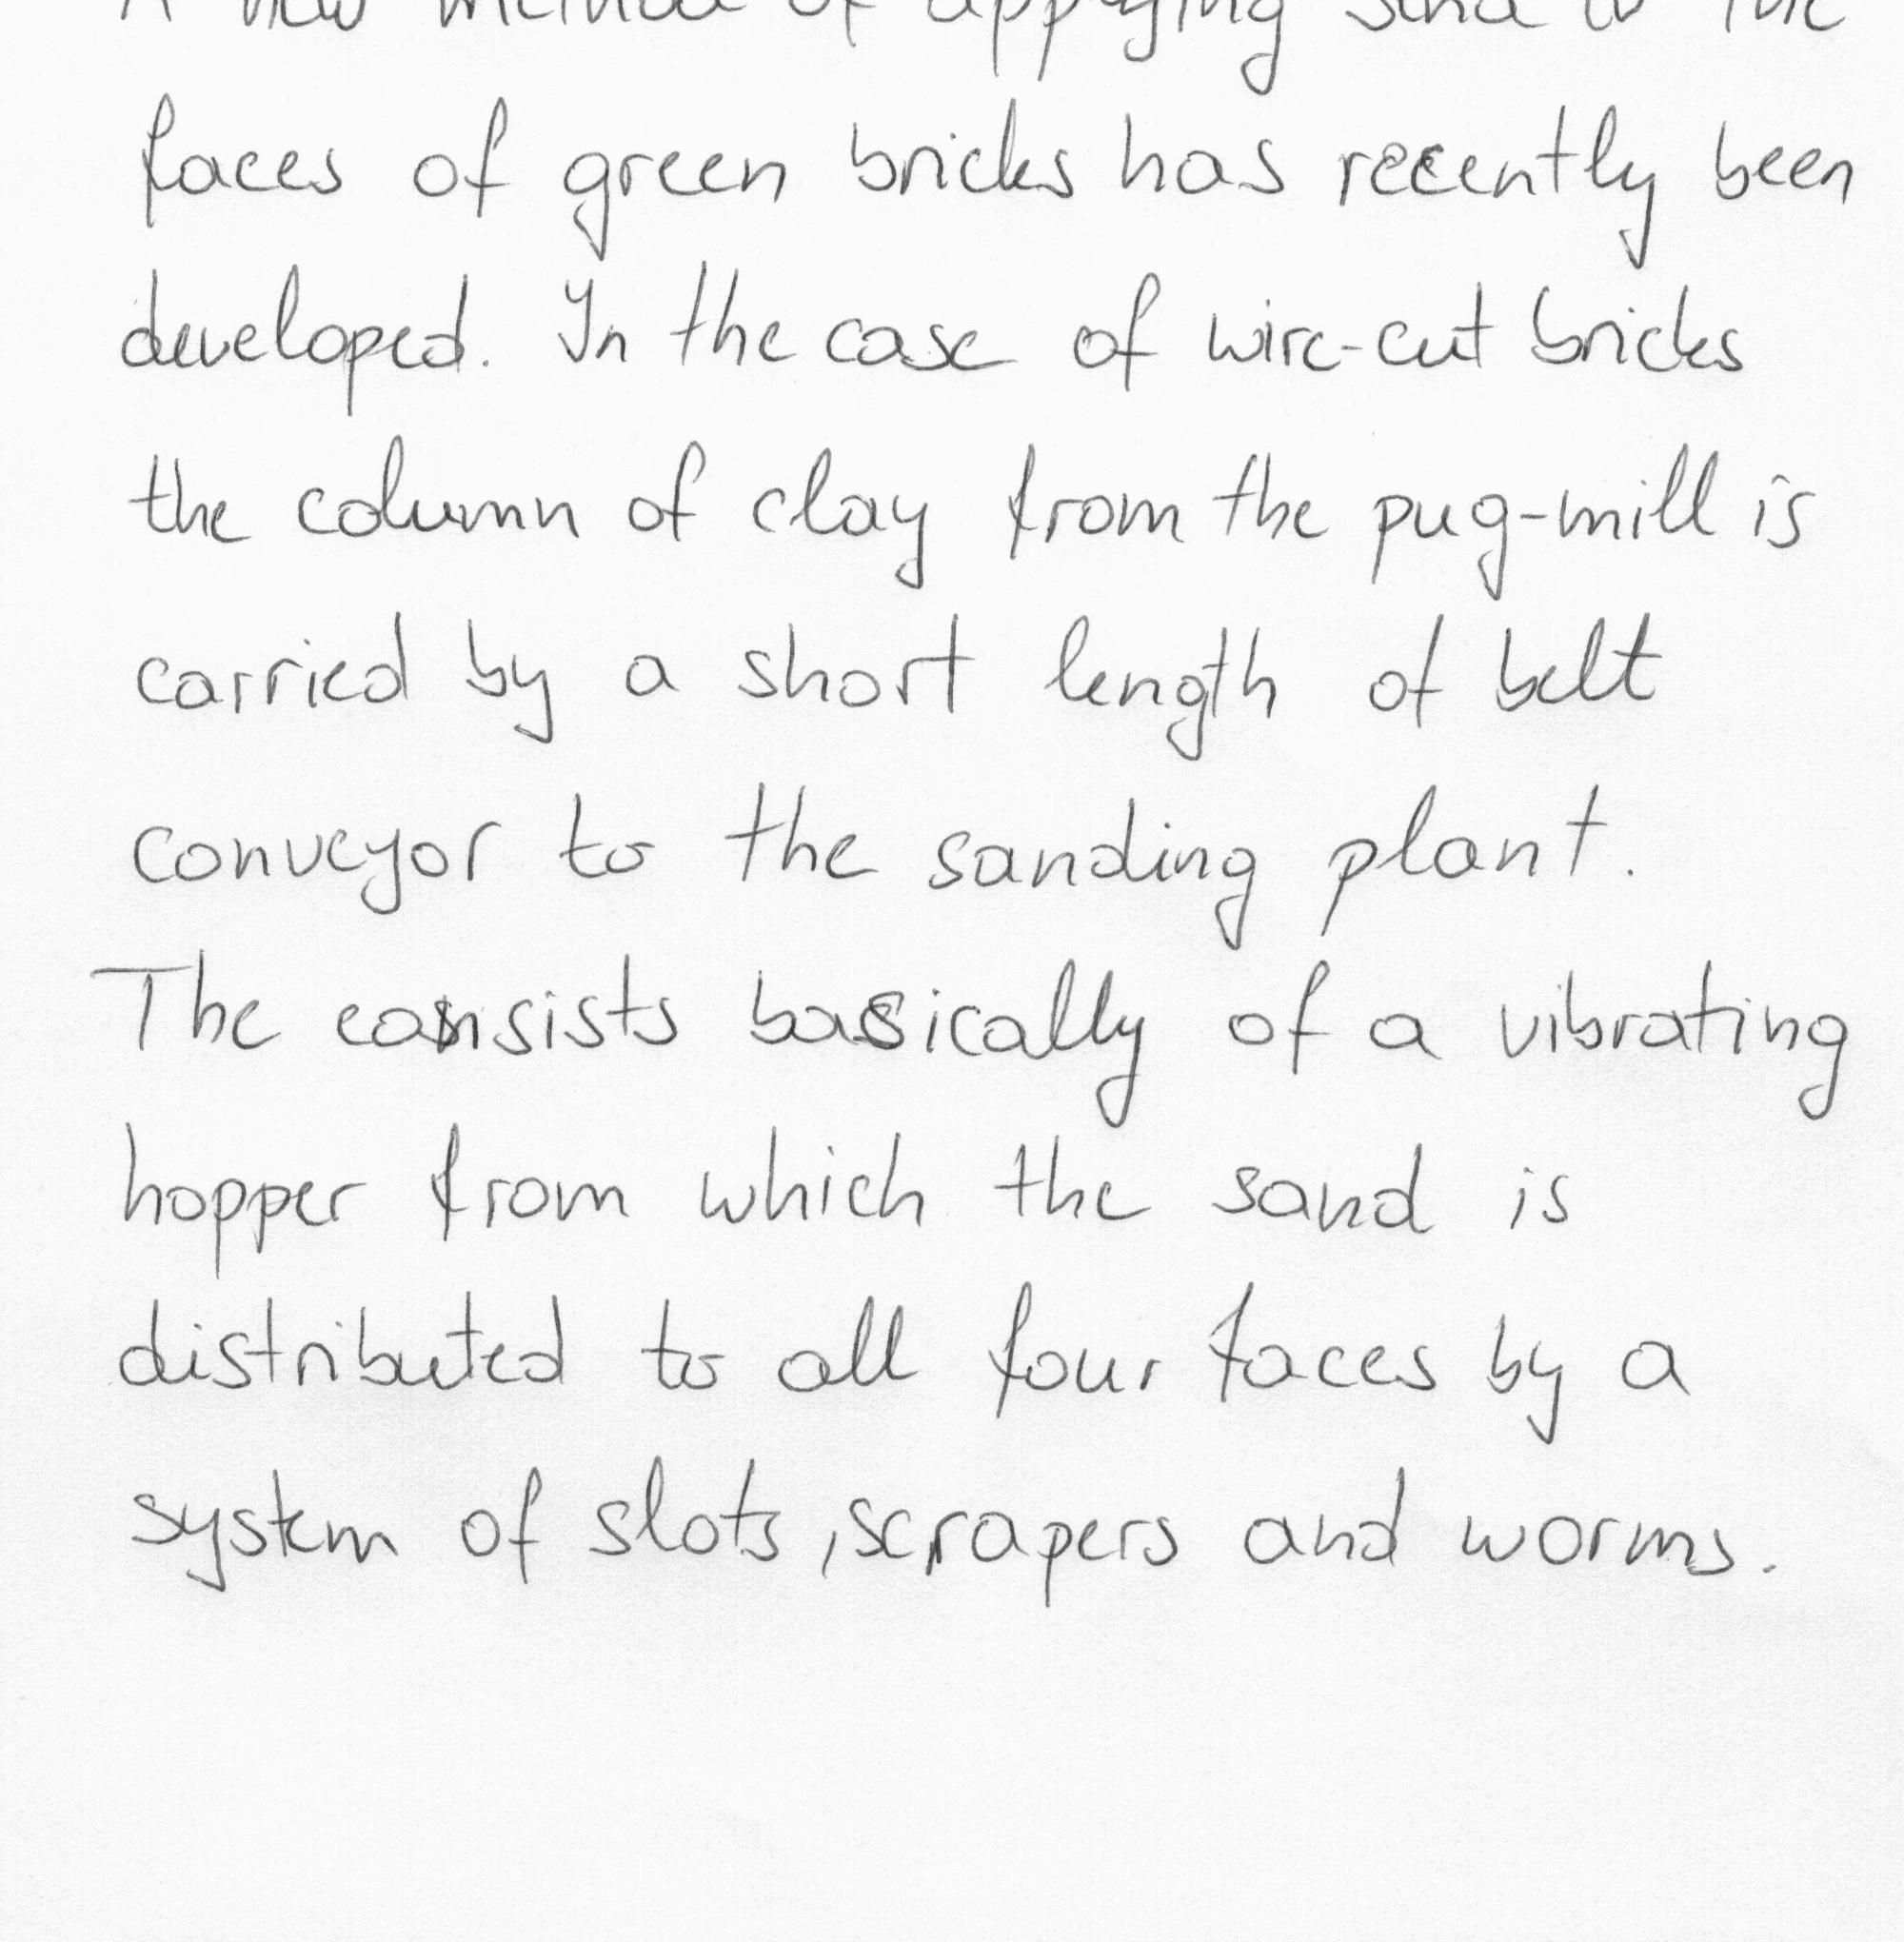 A new method of applying sand to the
faces of green bricks has recently been
developed. In the case of wire-cut bricks
the column of clay from the pug-mill is
carried by a short length of belt
conveyor to the sanding plant.
The consists basically of a vibrating
hopper from which the sand is
distributed to all four faces by a
system of slots, scrapers and worms.